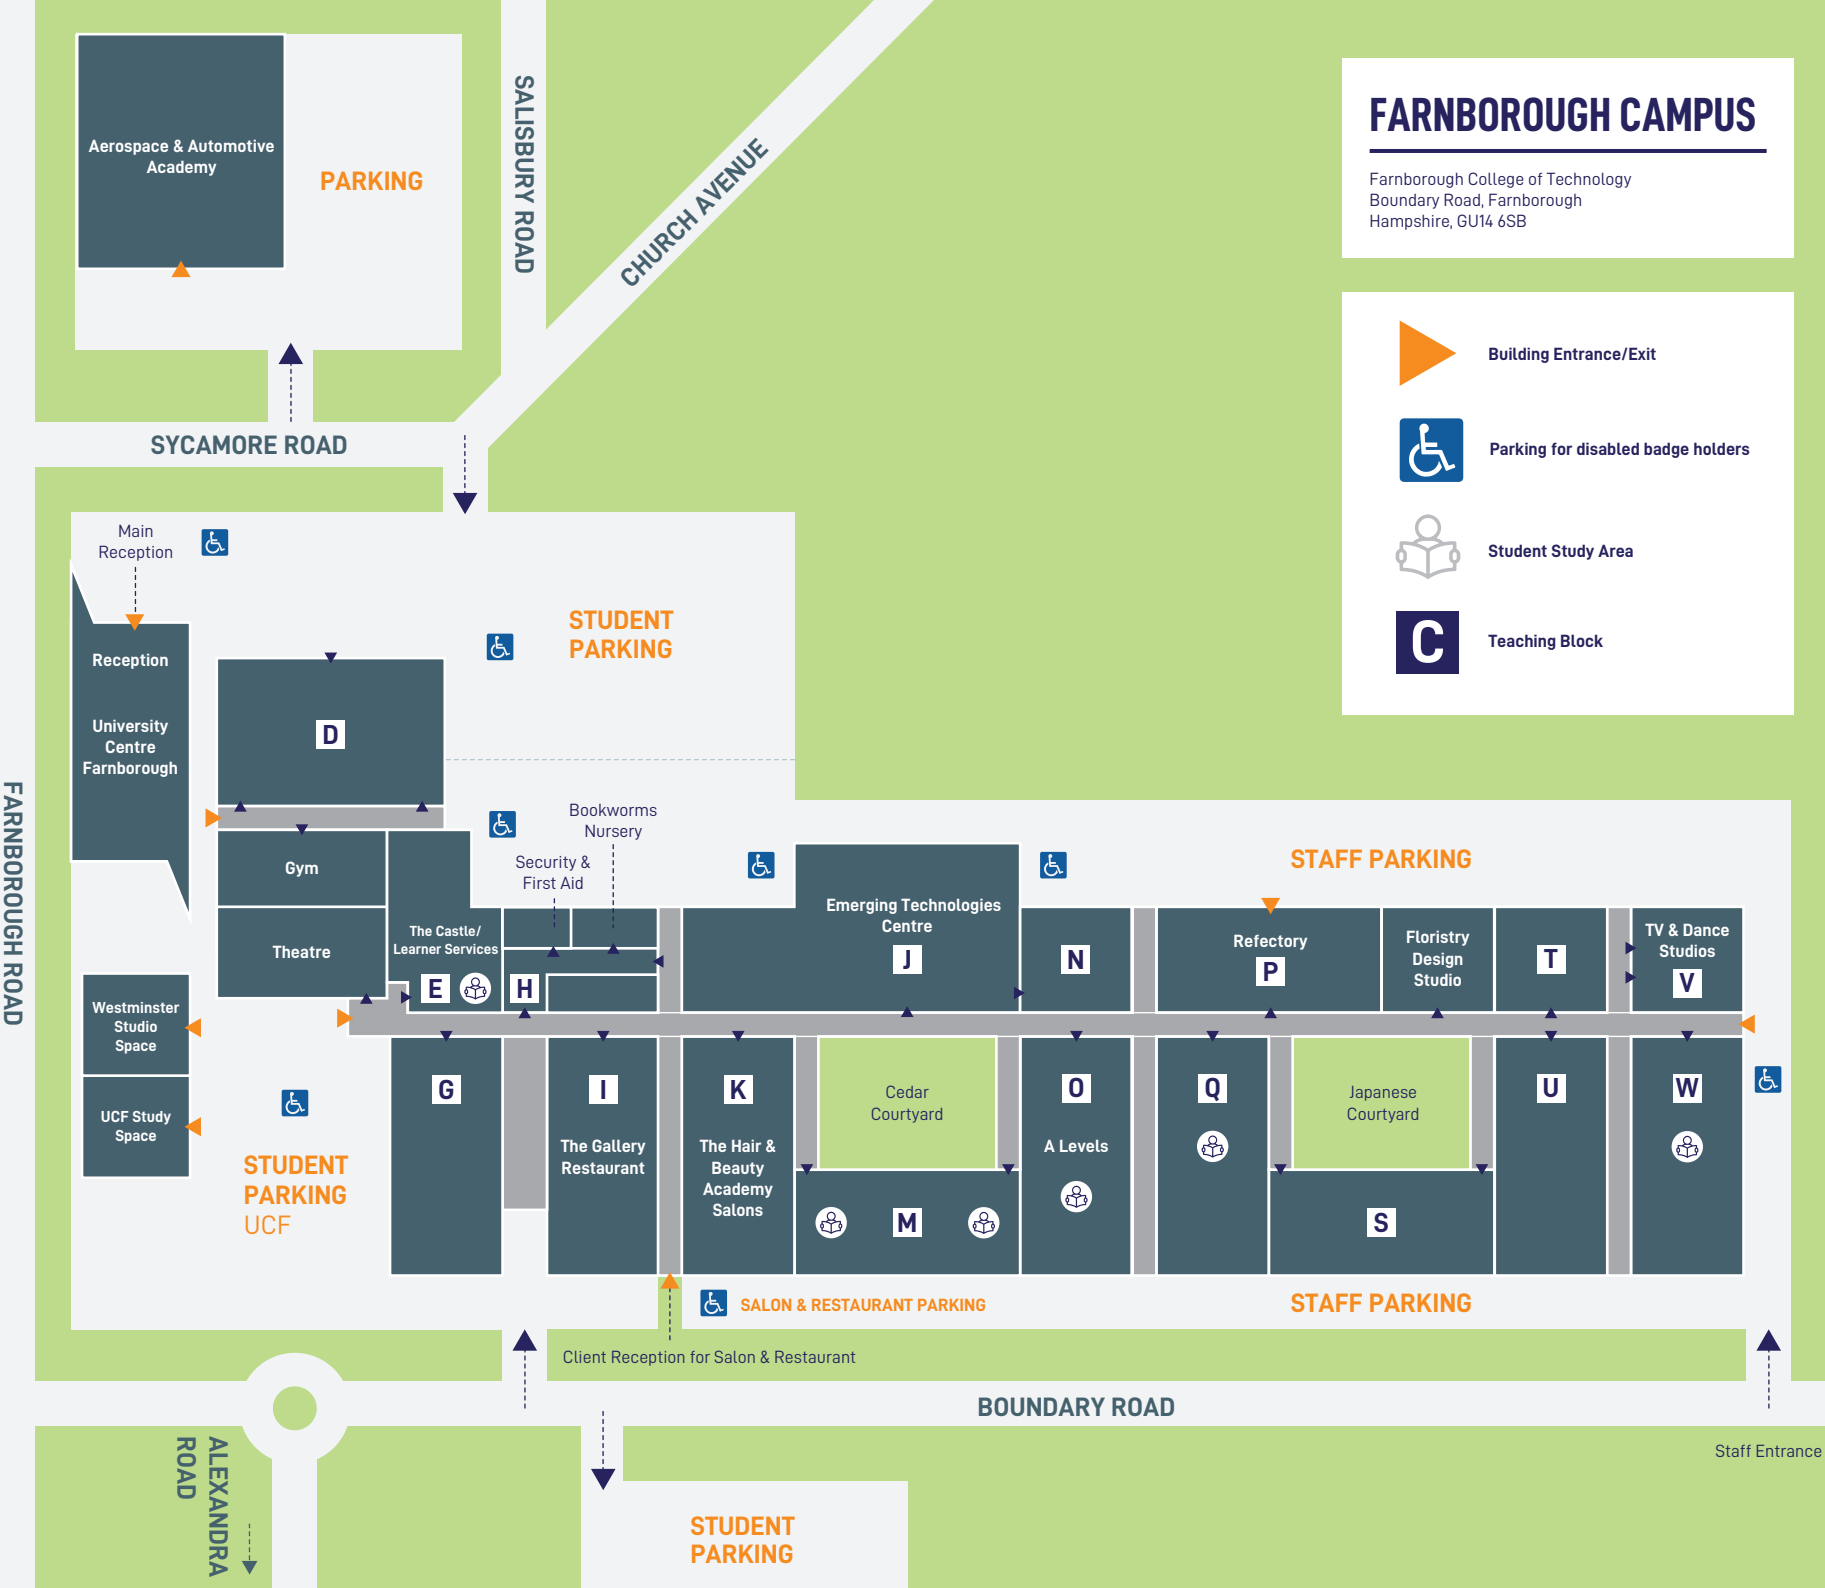 FARNBOROUGH CAMPUS
Farnborough College of Technology
Boundary Road, Farnborough
Hampshire, GU14 6SB
Building Entrance/Exit
Parking for disabled badge holders
Student Study Area
C
Teaching Block
Aerospace & Automotive
Academy
PARKING
SALISBURY ROAD
CHURCH AVENUE
SYCAMORE ROAD
Main
Reception
Reception
University
Centre
Farnborough
STUDENT
PARKING
D
FARNBOROUGH ROAD
Gym
Theatre
Security &
First Aid
Bookworms
Nursery
The Castle/
Learner Services
E
H
Emerging Technologies
Centre
J
N
STAFF PARKING
Refectory
P
Floristry
Design
Studio
T
TV & Dance
Studios
V
Westminster
Studio
Space
UCF Study
Space
STUDENT
PARKING
UCF
G
I
The Gallery
Restaurant
K
The Hair &
Beauty
Academy
Salons
Cedar
Courtyard
M
O
A Levels
Q
Japanese
Courtyard
S
U
W
SALON & RESTAURANT PARKING
STAFF PARKING
Client Reception for Salon & Restaurant
BOUNDARY ROAD
Staff Entrance
ALEXANDRA
ROAD
STUDENT
PARKING